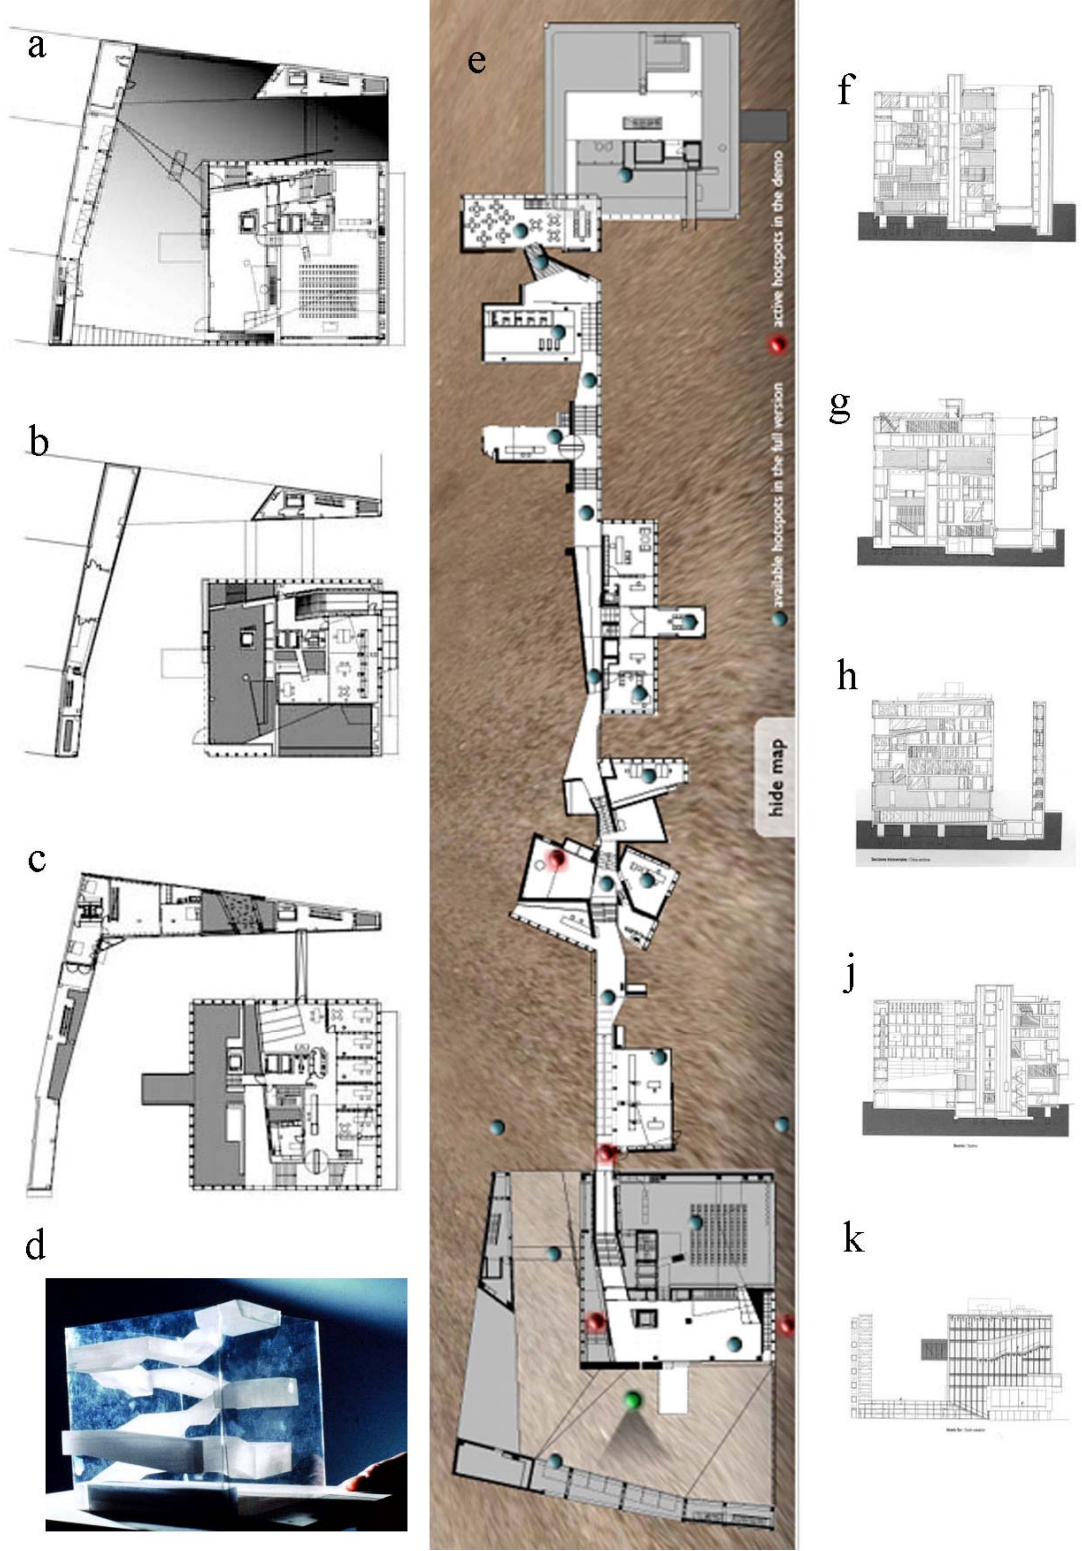 a
b
c
d
e
active hotspots in the demo
available hotspots in the full version
hide map
f
g
h
j
k